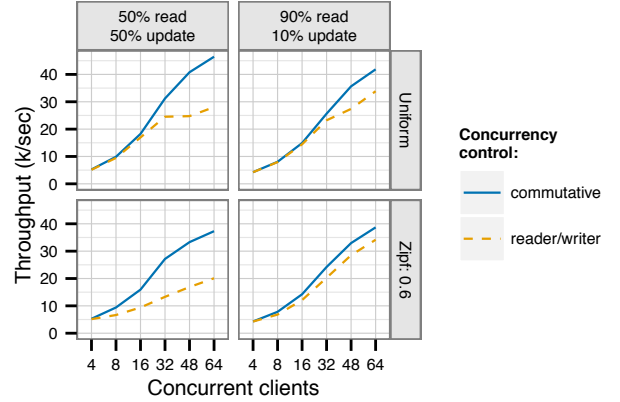 50% read
50% update
90% read
10% update
Throughput (k/sec)
40
30
20
10
0
Uniform
40
30
20
10
0
Zipf: 0.6
4 8 16 32 48 64
4 8 16 32 48 64
Concurrent clients
Concurrency
control:
commutative
reader/writer